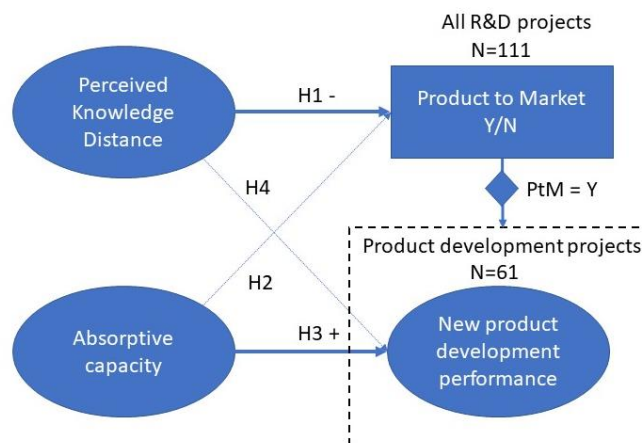 All R&D projects
N=111
Perceived
Knowledge
Distance
H1 -
Product to Market
Y/N
H4
PtM = Y
Product development projects
N=61
H2
Absorptive
capacity
H3 +
New product
development
performance